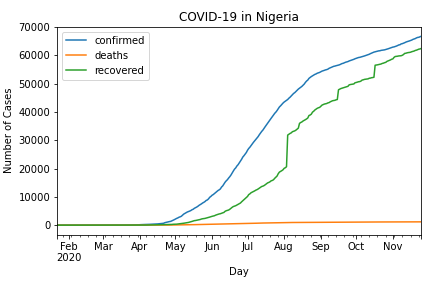 COVID-19 in Nigeria
confirmed
deaths
recovered
Number of Cases
70000
60000
50000
40000
30000
20000
10000
0
Feb Mar Apr May Jun Jul Aug Sep Oct Nov
2020
Day